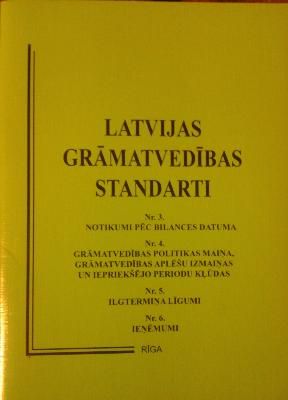 LATVIJAS
GRĀMATVEDĪBAS
STANDARTI
Nr. 3.
NOTIKUMI PĒC BILANCES DATUMA
Nr. 4.
GRĀMATVEDĪBAS POLITIKAS MAIŅA,
GRĀMATVEDĪBAS APLĒŠU IZMAIŅAS
UN IEPRIEKŠĒJO PERIODU KĻŪDAS
Nr. 5.
ILGTERMIŅA LĪGUMI
Nr. 6.
IEŅĒMUMI
RĪGA